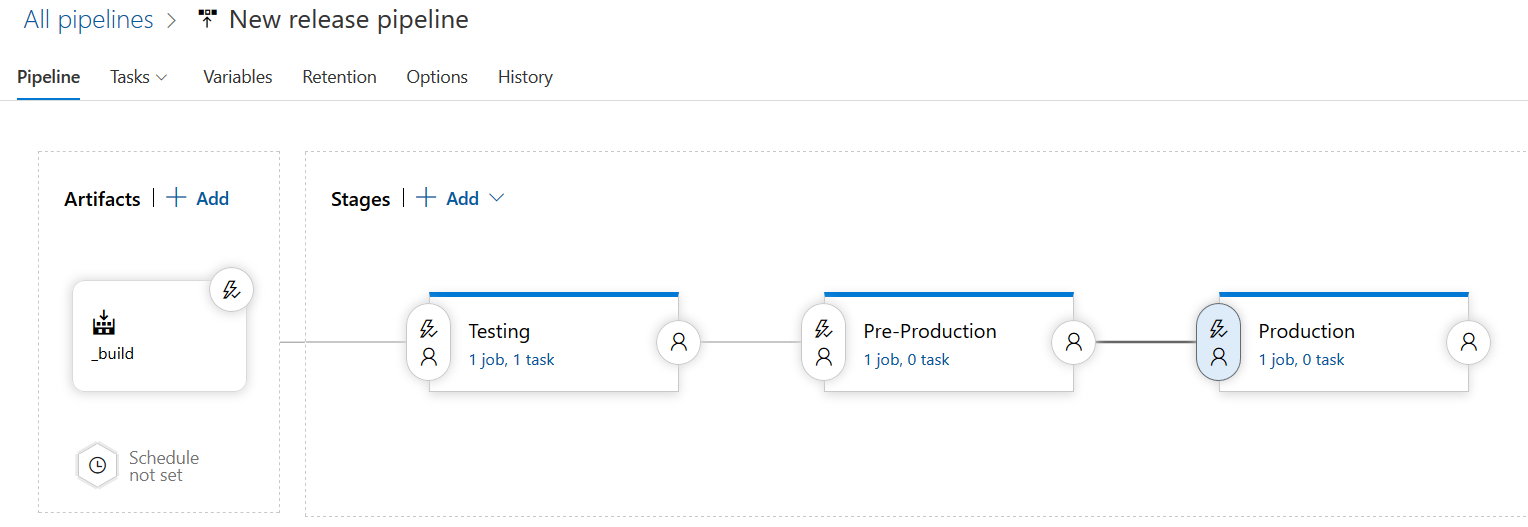 All pipelines > New release pipeline
Pipeline Tasks Variables Retention Options History
Artifacts | + Add
Stages | + Add
_build
Schedule
not set
Testing
1 job, 1 task
Pre-Production
1 job, 0 task
Production
1 job, 0 task